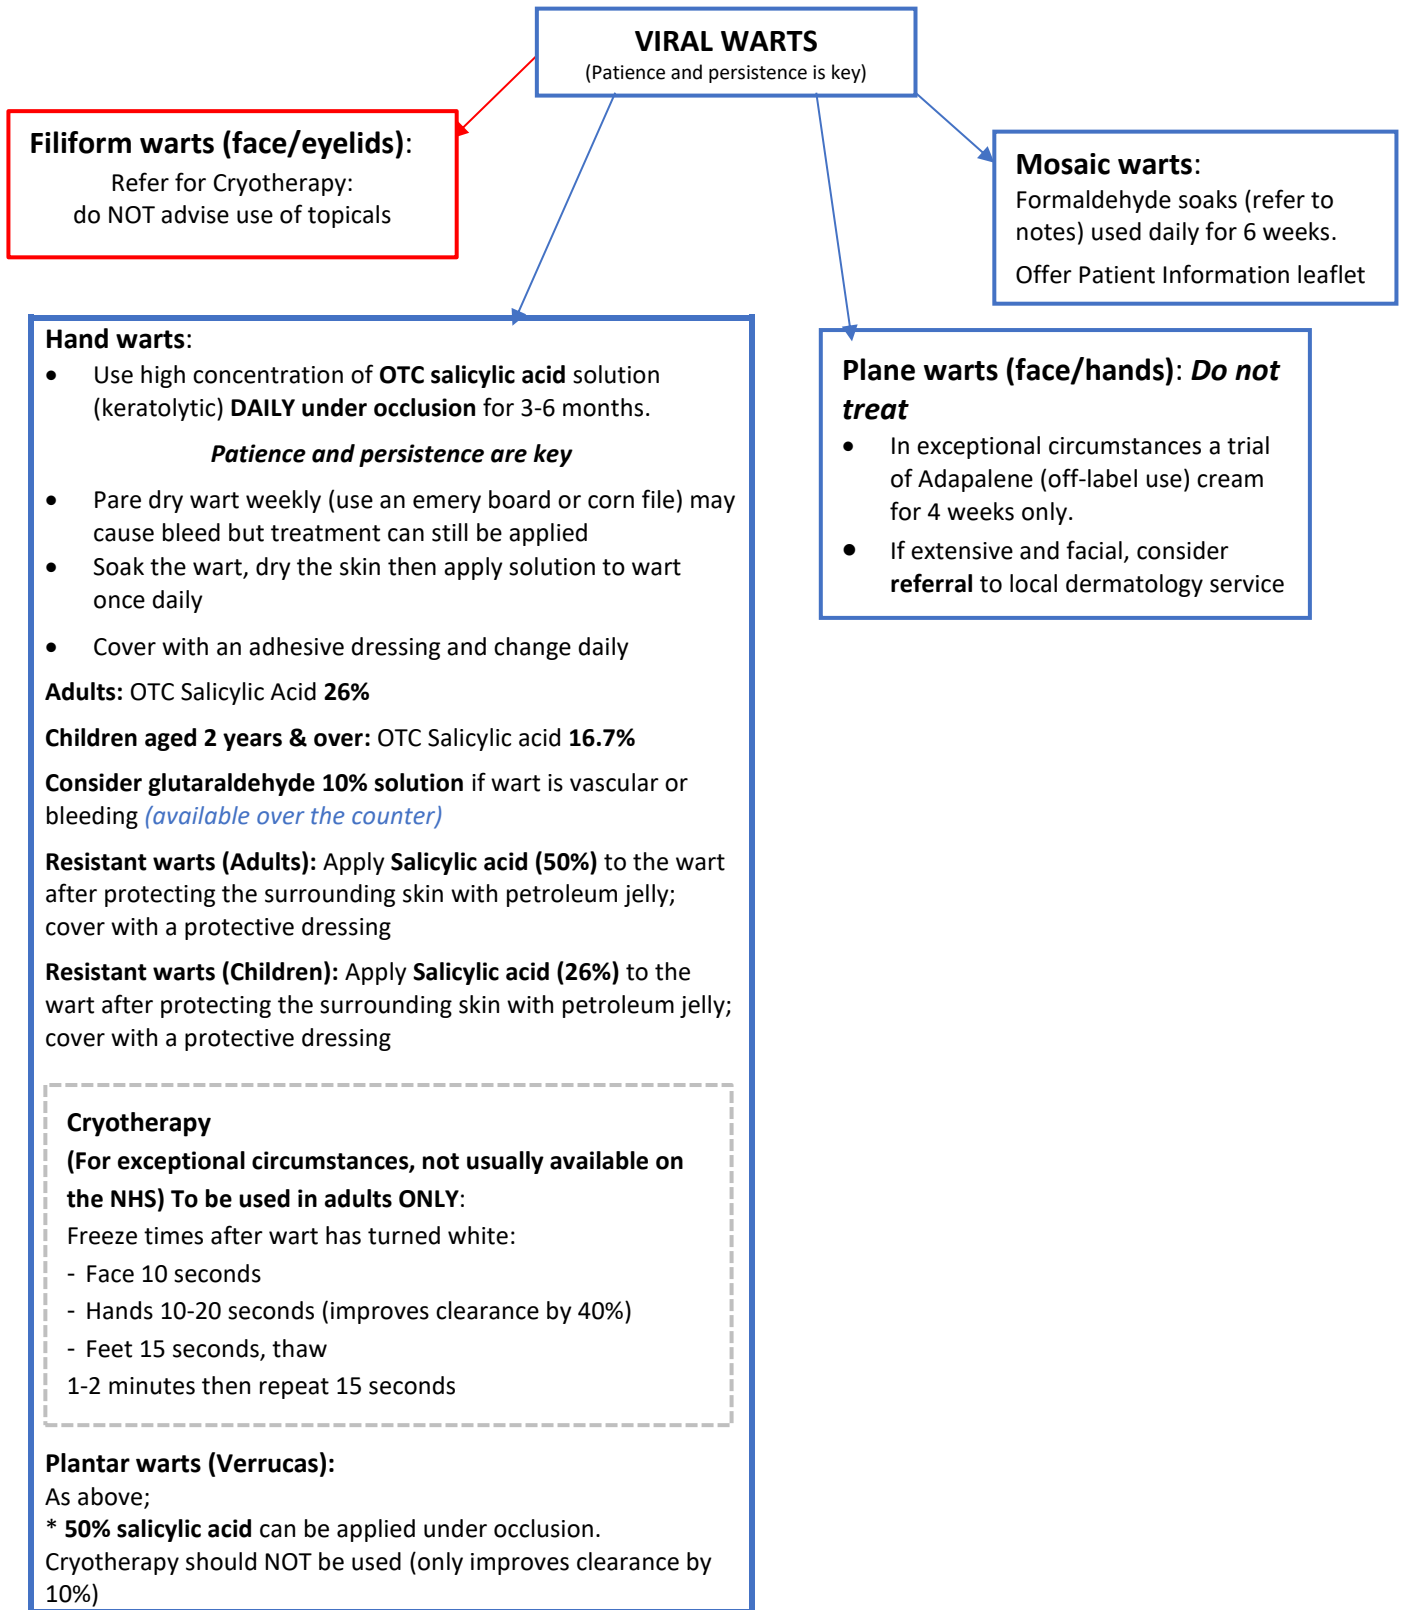 VIRAL WARTS
(Patience and persistence is key)
Filiform warts (face/eyelids):
Refer for Cryotherapy:
do NOT advise use of topicals
Mosaic warts:
Formaldehyde soaks (refer to
notes) used daily for 6 weeks.
Offer Patient Information leaflet
Hand warts:
• Use high concentration of OTC salicylic acid solution
(keratolytic) DAILY under occlusion for 3-6 months.
Patience and persistence are key
• Pare dry wart weekly (use an emery board or corn file) may
cause bleed but treatment can still be applied
• Soak the wart, dry the skin then apply solution to wart
once daily
• Cover with an adhesive dressing and change daily
Adults: OTC Salicylic Acid 26%
Children aged 2 years & over: OTC Salicylic acid 16.7%
Consider glutaraldehyde 10% solution if wart is vascular or
bleeding (available over the counter)
Resistant warts (Adults): Apply Salicylic acid (50%) to the wart
after protecting the surrounding skin with petroleum jelly;
cover with a protective dressing
Resistant warts (Children): Apply Salicylic acid (26%) to the
wart after protecting the surrounding skin with petroleum jelly;
cover with a protective dressing
Cryotherapy
(For exceptional circumstances, not usually available on
the NHS) To be used in adults ONLY:
Freeze times after wart has turned white:
- Face 10 seconds
- Hands 10-20 seconds (improves clearance by 40%)
- Feet 15 seconds, thaw
1-2 minutes then repeat 15 seconds
Plantar warts (Verrucas):
As above;
* 50% salicylic acid can be applied under occlusion.
Cryotherapy should NOT be used (only improves clearance by
10%)
Plane warts (face/hands): Do not
treat
• In exceptional circumstances a trial
of Adapalene (off-label use) cream
for 4 weeks only.
• If extensive and facial, consider
referral to local dermatology service